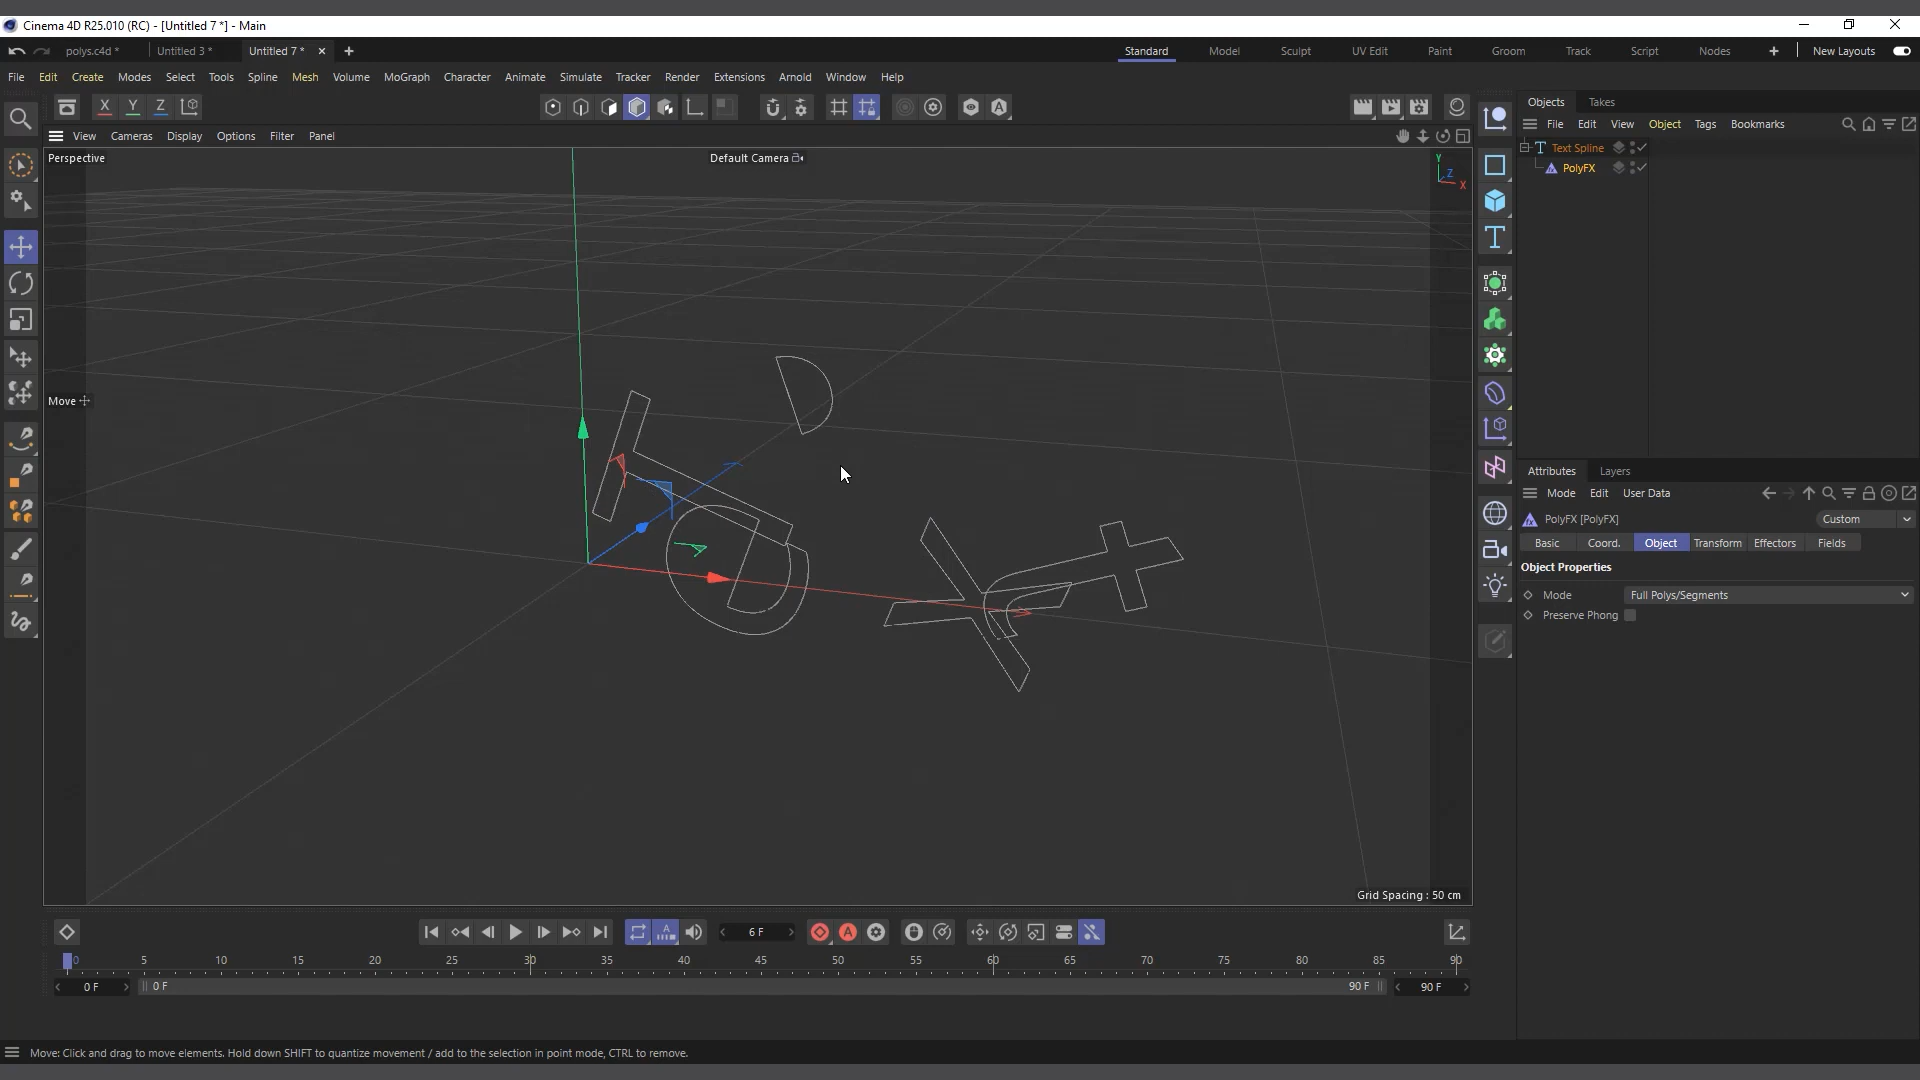 Cinema 4D R25.010 (RC) - [Untitled 7 *] - Main
polys.c4d * Untitled 3 * Untitled 7 * Standard Model Sculpt UV Edit Paint Groom Track Script Nodes New Layouts
File Edit Create Modes Select Tools Spline Mesh Volume MoGraph Character Animate Simulate Tracker Render Extensions Arnold Window Help
X Y Z
Objects Takes
File Edit View Object Tags Bookmarks
View Cameras Display Options Filter Panel
Perspective Default Camera
Text Spline
PolyFX
Y
Z
X
Move
Attributes Layers
Mode Edit User Data
PolyFX [PolyFX] Custom
Basic Coord. Object Transform Effectors Fields
Object Properties
Mode Full Polys/Segments
Preserve Phong
Grid Spacing : 50 cm
6 F
0 5 10 15 20 25 30 35 40 45 50 55 60 65 70 75 80 85 90
0 F 0 F 90 F 90 F
Move: Click and drag to move elements. Hold down SHIFT to quantize movement / add to the selection in point mode, CTRL to remove.